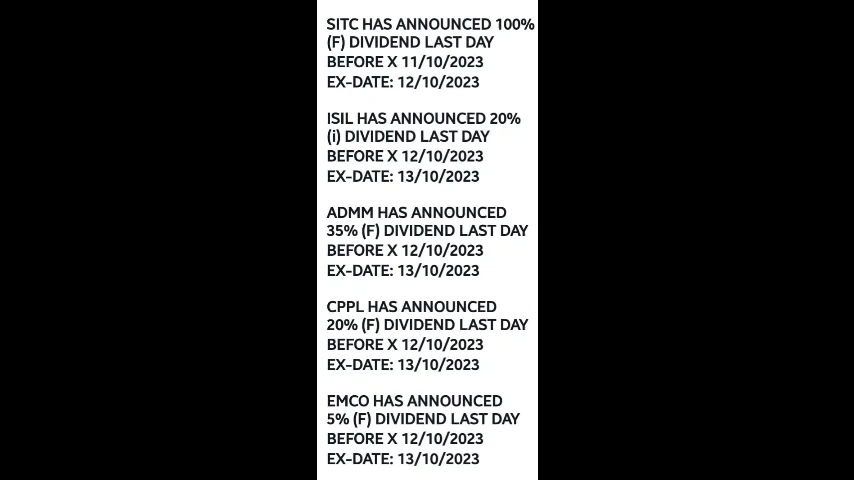 SITC HAS ANNOUNCED 100%
(F) DIVIDEND LAST DAY
BEFORE X 11/10/2023
EX-DATE: 12/10/2023
ISIL HAS ANNOUNCED 20%
(i) DIVIDEND LAST DAY
BEFORE X 12/10/2023
EX-DATE: 13/10/2023
ADMM HAS ANNOUNCED
35% (F) DIVIDEND LAST DAY
BEFORE X 12/10/2023
EX-DATE: 13/10/2023
CPPL HAS ANNOUNCED
20% (F) DIVIDEND LAST DAY
BEFORE X 12/10/2023
EX-DATE: 13/10/2023
EMCO HAS ANNOUNCED
5% (F) DIVIDEND LAST DAY
BEFORE X 12/10/2023
EX-DATE: 13/10/2023